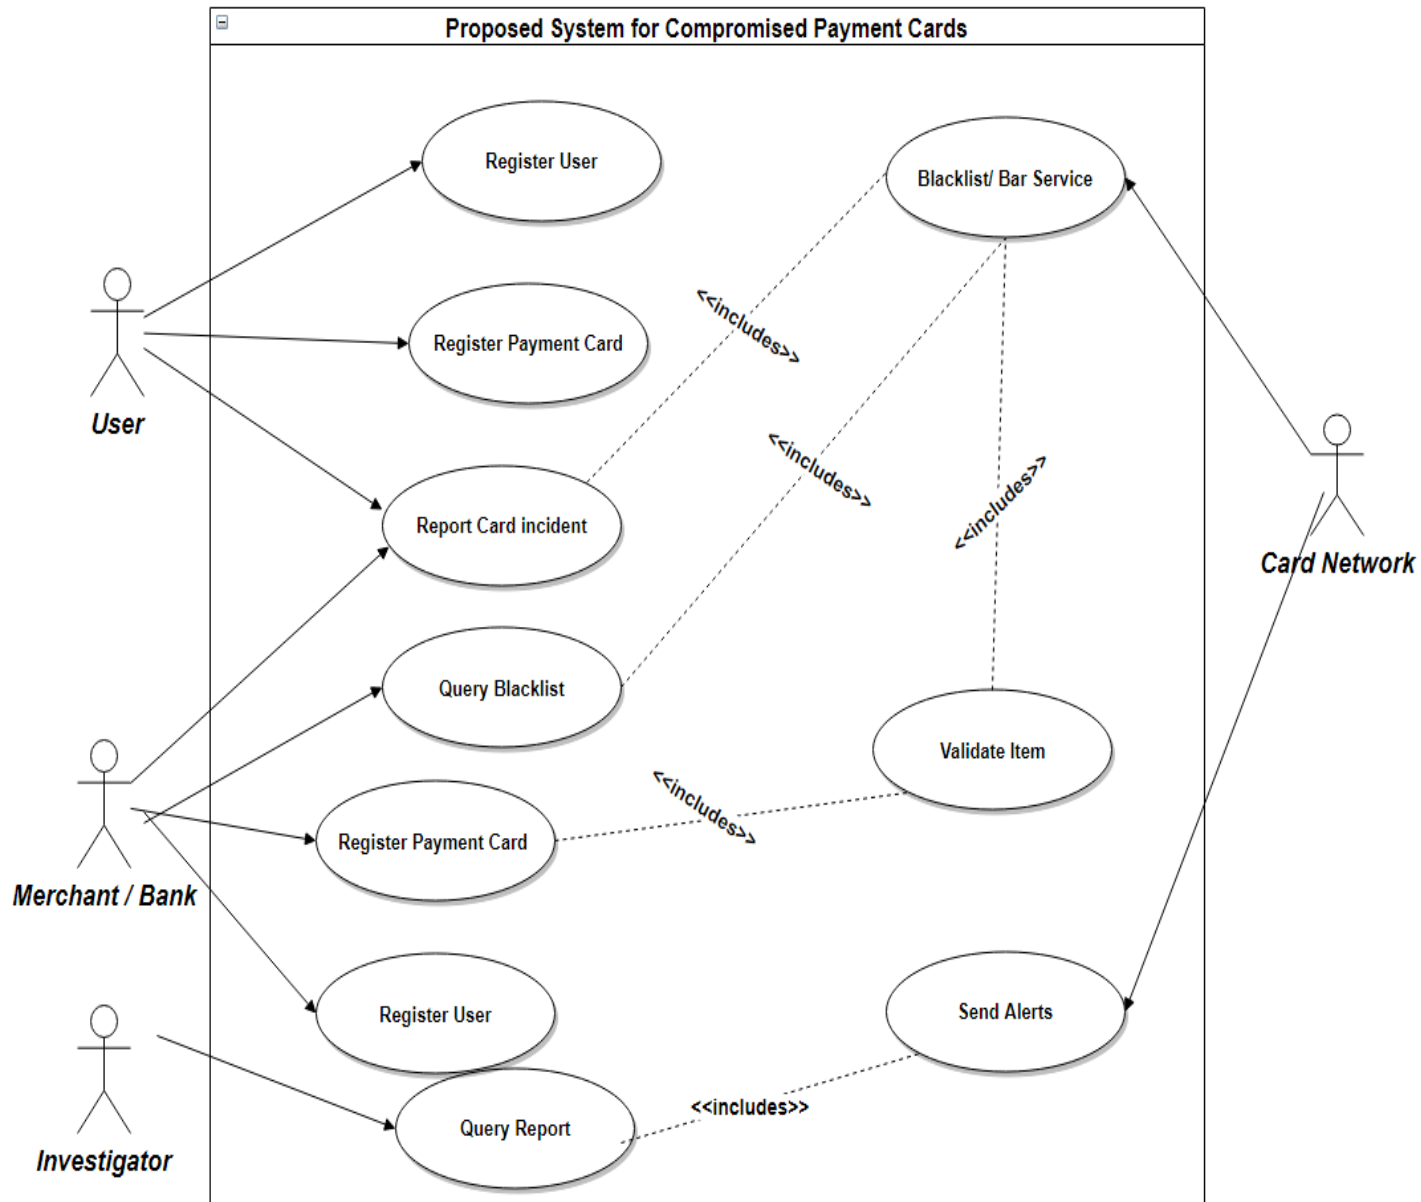 Proposed System for Compromised Payment Cards
Register User
Blacklist/ Bar Service
<<includes>>
Register Payment Card
User
<<includes>>
<<includes>>
Report Card incident
Card Network
Query Blacklist
Validate Item
<<includes>>
Register Payment Card
Merchant / Bank
Register User
Send Alerts
<<includes>>
Query Report
Investigator